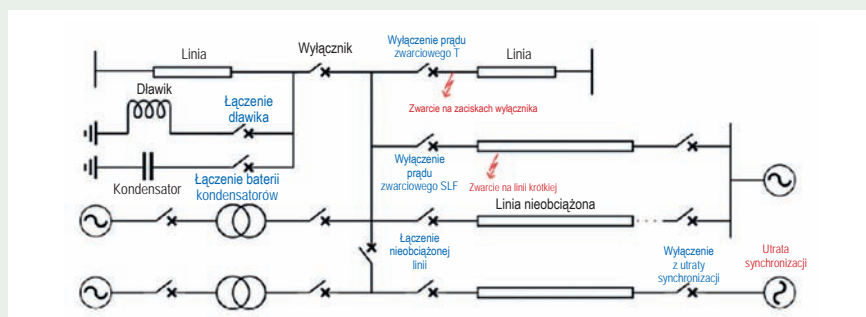 Linia
Wyłącznik
Wyłączenie prądu
zwarciowego T
Linia
Zwarcie na zaciskach wyłącznika
Dławik
Łączenie
dławika
Kondensator
Łączenie baterii
kondensatorów
Wyłączenie
prądu
zwarciowego SLF
Zwarcie na linii krótkiej
Linia nieobciążona
Łączenie
nieobciążonej
linii
Wyłączenie
z utraty
synchronizacji
Utrata
synchronizacji